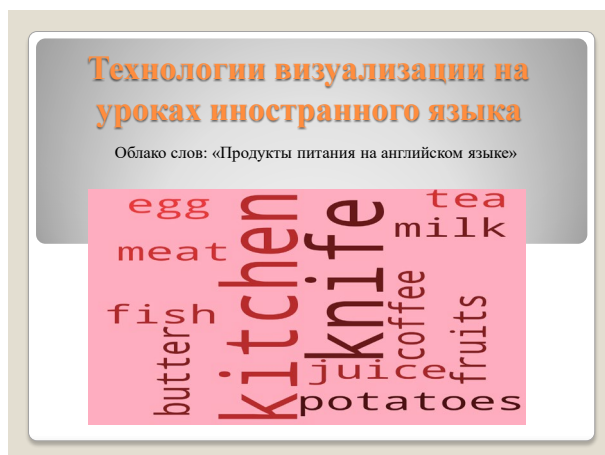 Технологии визуализации на
уроках иностранного языка
Облако слов: «Продукты питания на английском языке»
egg
kitchen
knife
tea
milk
meat
fish
butter
coffee
fruits
juice
potatoes